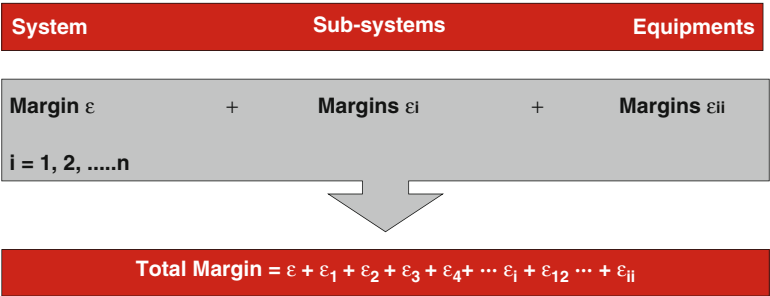 System Sub-systems Equipments
Margin ε + Margins εi + Margins εii
i = 1, 2, .....n
Total Margin = ε + ε₁ + ε₂ + ε₃ + ε₄+ ··· εᵢ + ε₁₂ ··· + εᵢᵢ